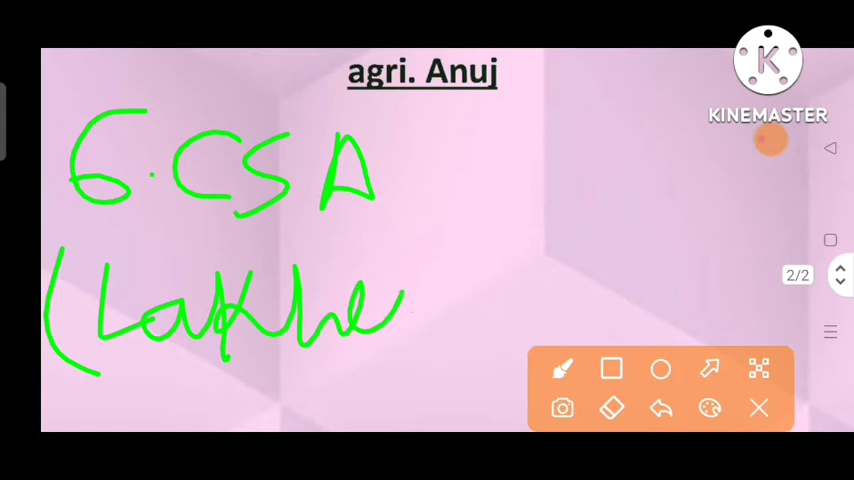 agri. Anuj
KINEMASTER
6. CSA
(Lakhe
2/2